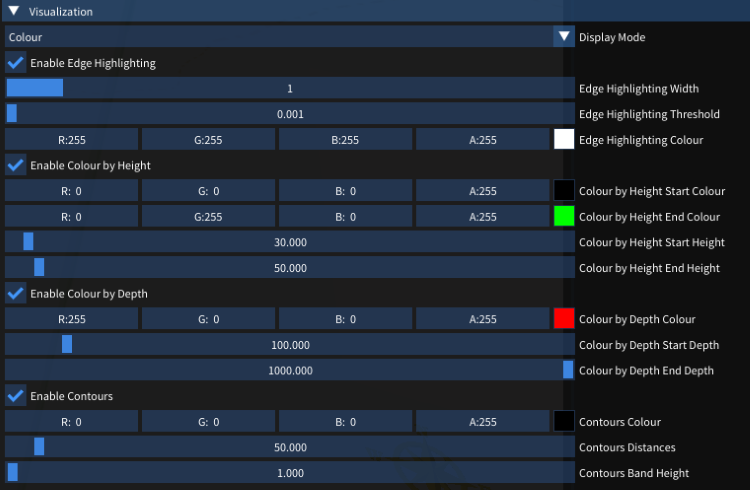 Visualization
Colour Display Mode
Enable Edge Highlighting
1 Edge Highlighting Width
0.001 Edge Highlighting Threshold
R:255 G:255 B:255 A:255 Edge Highlighting Colour
Enable Colour by Height
R: 0 G: 0 B: 0 A:255 Colour by Height Start Colour
R: 0 G:255 B: 0 A:255 Colour by Height End Colour
30.000 Colour by Height Start Height
50.000 Colour by Height End Height
Enable Colour by Depth
R:255 G: 0 B: 0 A:255 Colour by Depth Colour
100.000 Colour by Depth Start Depth
1000.000 Colour by Depth End Depth
Enable Contours
R: 0 G: 0 B: 0 A:255 Contours Colour
50.000 Contours Distances
1.000 Contours Band Height